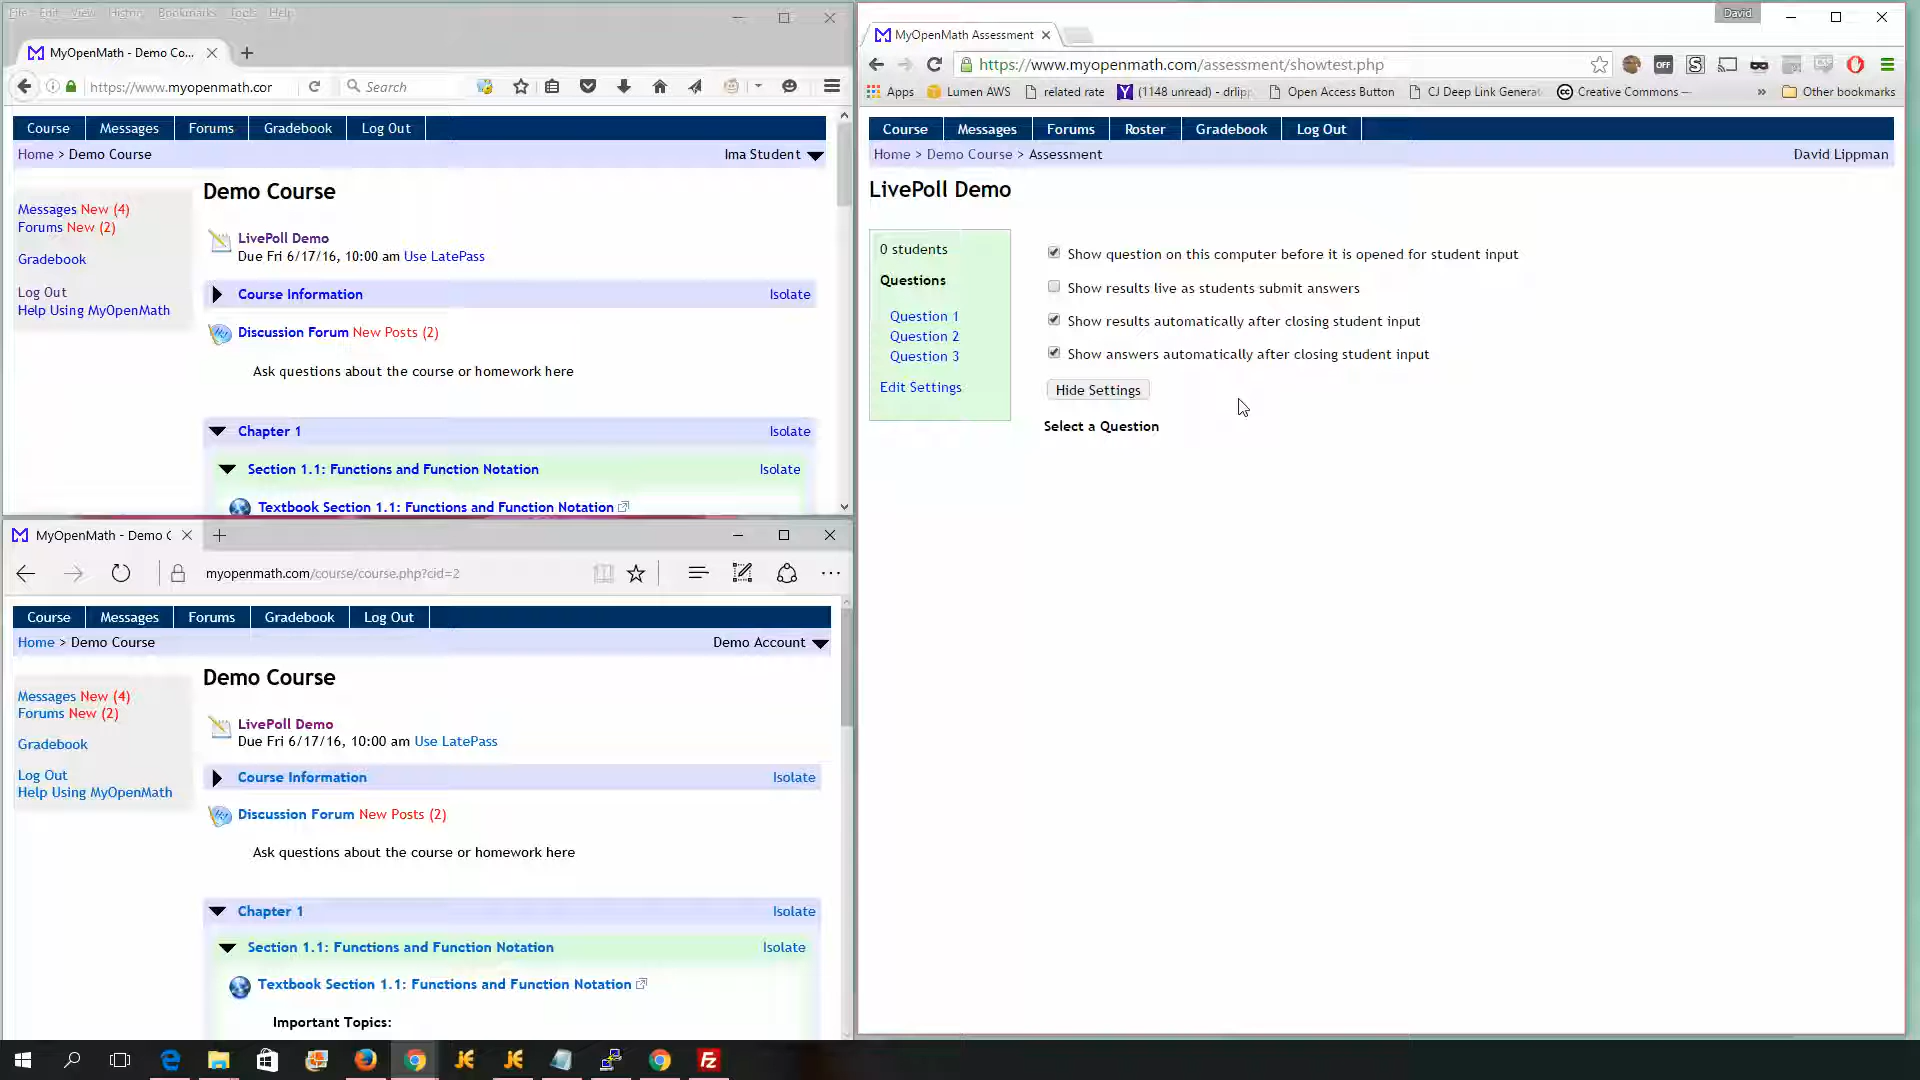 File Edit View History Bookmarks Tools Help
MyOpenMath - Demo Co...
https://www.myopenmath.cor
Search
Course Messages Forums Gradebook Log Out
Home > Demo Course Ima Student
Demo Course
Messages New (4)
Forums New (2)
Gradebook
Log Out
Help Using MyOpenMath
LivePoll Demo
Due Fri 6/17/16, 10:00 am Use LatePass
Course Information Isolate
Discussion Forum New Posts (2)
Ask questions about the course or homework here
Chapter 1 Isolate
Section 1.1: Functions and Function Notation Isolate
Textbook Section 1.1: Functions and Function Notation
MyOpenMath - Demo C
myopenmath.com/course/course.php?cid=2
Course Messages Forums Gradebook Log Out
Home > Demo Course Demo Account
Demo Course
Messages New (4)
Forums New (2)
Gradebook
Log Out
Help Using MyOpenMath
LivePoll Demo
Due Fri 6/17/16, 10:00 am Use LatePass
Course Information Isolate
Discussion Forum New Posts (2)
Ask questions about the course or homework here
Chapter 1 Isolate
Section 1.1: Functions and Function Notation Isolate
Textbook Section 1.1: Functions and Function Notation
Important Topics:
David
MyOpenMath Assessment
https://www.myopenmath.com/assessment/showtest.php
OFF
Apps Lumen AWS related rate (1148 unread) - drlipp Open Access Button CJ Deep Link Generat Creative Commons — » Other bookmarks
Course Messages Forums Roster Gradebook Log Out
Home > Demo Course > Assessment David Lippman
LivePoll Demo
0 students
Questions
Question 1
Question 2
Question 3
Edit Settings
Show question on this computer before it is opened for student input
Show results live as students submit answers
Show results automatically after closing student input
Show answers automatically after closing student input
Hide Settings
Select a Question